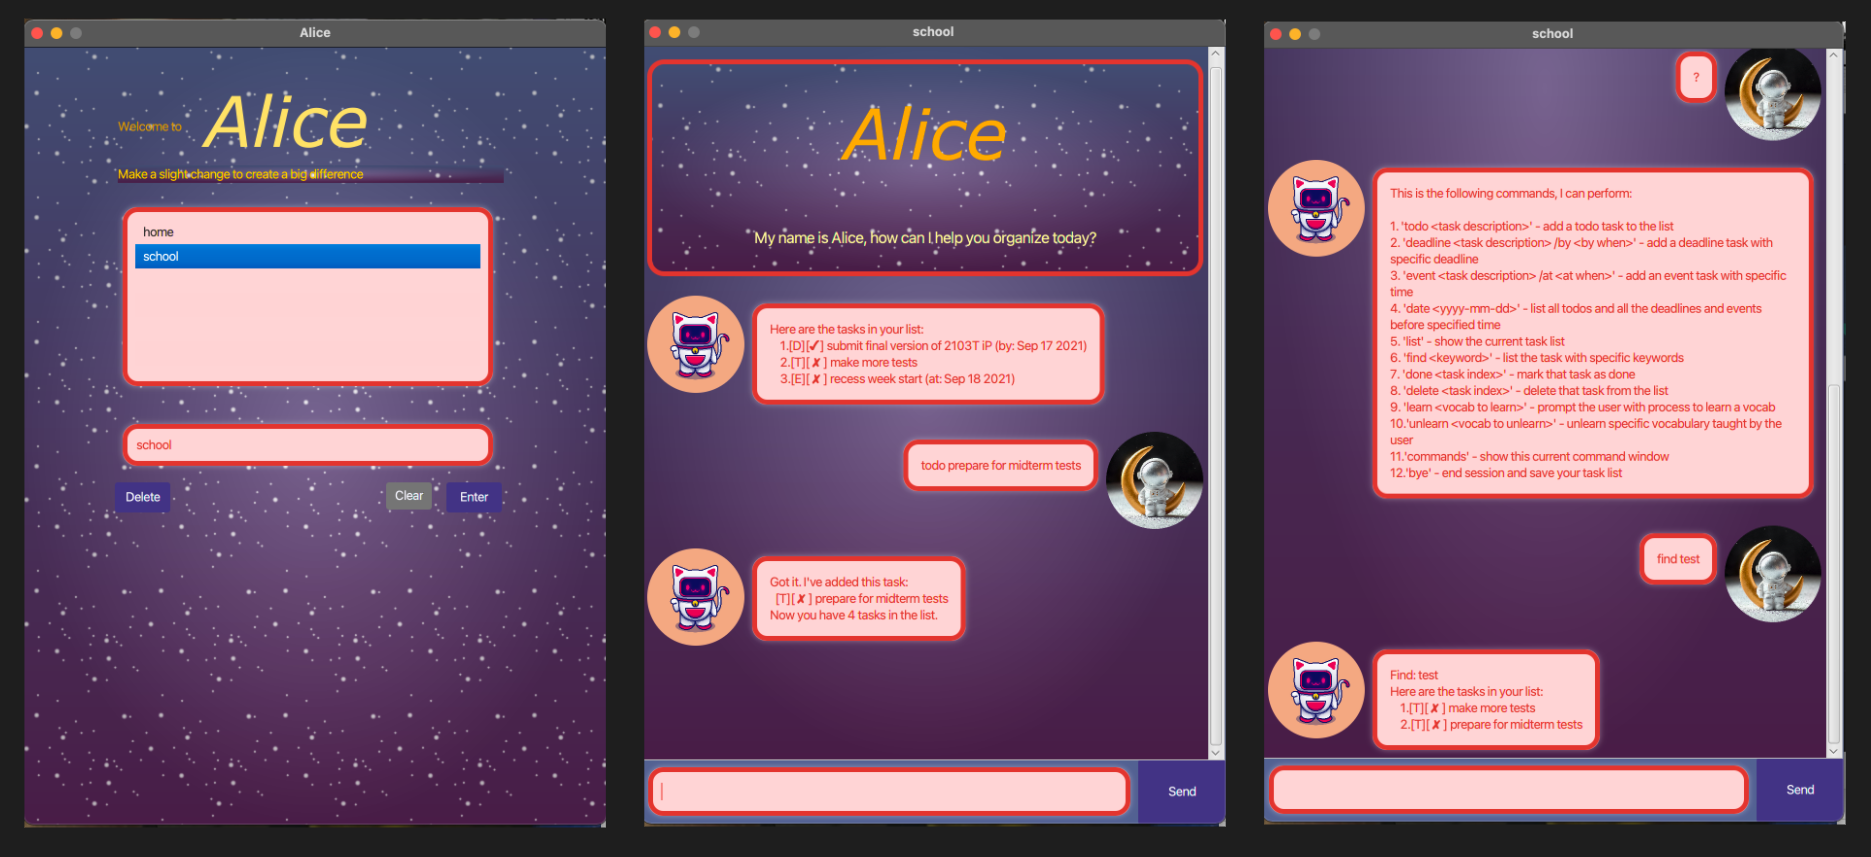 Alice
Welcome to Alice
Make a slight change to create a big difference
home
school
school
Delete
Clear
Enter
school
Alice
My name is Alice, how can I help you organize today?
Here are the tasks in your list:
1.[D][✔] submit final version of 2103T iP (by: Sep 17 2021)
2.[T][✘] make more tests
3.[E][✘] recess week start (at: Sep 18 2021)
todo prepare for midterm tests
Got it. I've added this task:
[T][✘] prepare for midterm tests
Now you have 4 tasks in the list.
Send
school
?
This is the following commands, I can perform:
1. 'todo <task description>' - add a todo task to the list
2. 'deadline <task description> /by <by when>' - add a deadline task with
specific deadline
3. 'event <task description> /at <at when>' - add an event task with specific
time
4. 'date <yyyy-mm-dd>' - list all todos and all the deadlines and events
before specified time
5. 'list' - show the current task list
6. 'find <keyword>' - list the task with specific keywords
7. 'done <task index>' - mark that task as done
8. 'delete <task index>' - delete that task from the list
9. 'learn <vocab to learn>' - prompt the user with process to learn a vocab
10.'unlearn <vocab to unlearn>' - unlearn specific vocabulary taught by the
user
11.'commands' - show this current command window
12.'bye' - end session and save your task list
find test
Find: test
Here are the tasks in your list:
1.[T][✘] make more tests
2.[T][✘] prepare for midterm tests
Send